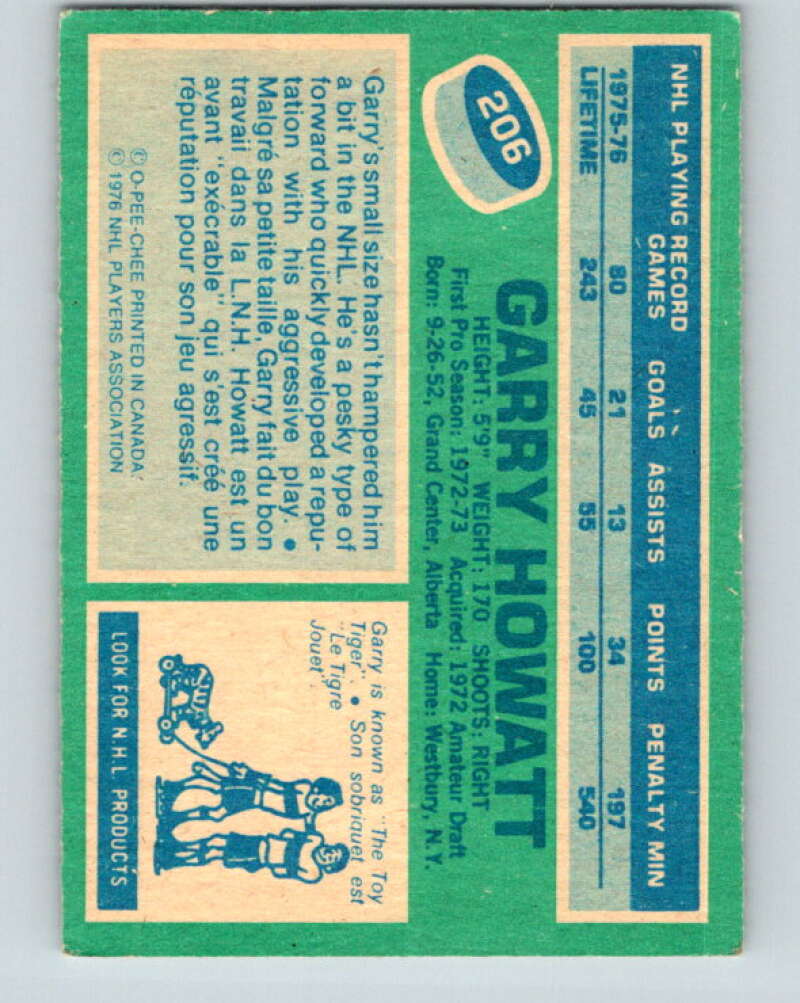 NHL PLAYING RECORD
GAMES GOALS ASSISTS POINTS PENALTY MIN
1975-76 80 21 13 34 197
LIFETIME 243 45 55 100 540
206
GARRY HOWATT
HEIGHT: 5'9" WEIGHT: 170 SHOOTS: RIGHT
First Pro Season: 1972-73 Acquired: 1972 Amateur Draft
Born: 9-26-52, Grand Center, Alberta Home: Westbury, N.Y.
Garry's small size hasn't hampered him
a bit in the NHL. He's a pesky type of
forward who quickly developed a repu-
tation with his aggressive play. •
Malgré sa petite taille, Garry fait du bon
travail dans la L.N.H. Howatt est un
avant "exécrable" qui s'est créé une
réputation pour son jeu agressif.
© O-PEE-CHEE PRINTED IN CANADA
© 1976 NHL PLAYERS ASSOCIATION
Garry is known as "The Toy
Tiger". • Son sobriquet est
"Le Tigre
Jouet".
LOOK FOR N.H.L. PRODUCTS